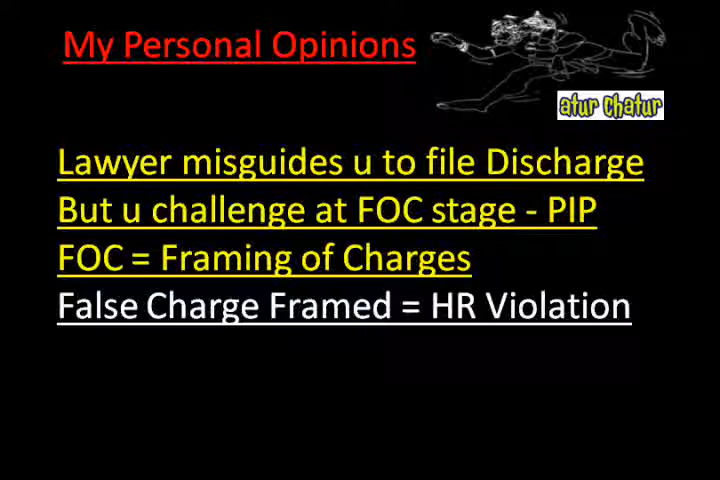 My Personal Opinions
atur chatur
Lawyer misguides u to file Discharge
But u challenge at FOC stage - PIP
FOC = Framing of Charges
False Charge Framed = HR Violation